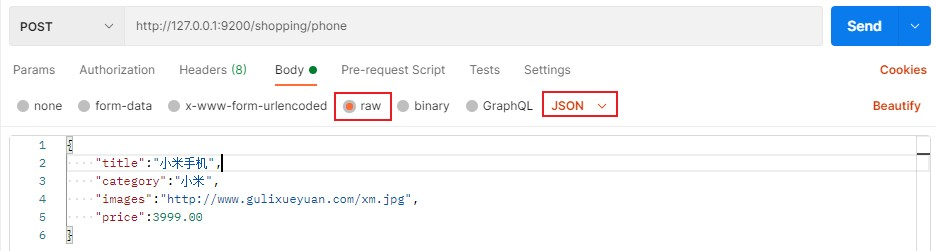 POST http://127.0.0.1:9200/shopping/phone Send
Params Authorization Headers (8) Body Pre-request Script Tests Settings Cookies
none form-data x-www-form-urlencoded raw binary GraphQL JSON Beautify
1 {
2 ····"title":"小米手机",
3 ····"category":"小米",
4 ····"images":"http://www.gulixueyuan.com/xm.jpg",
5 ····"price":3999.00
6 }